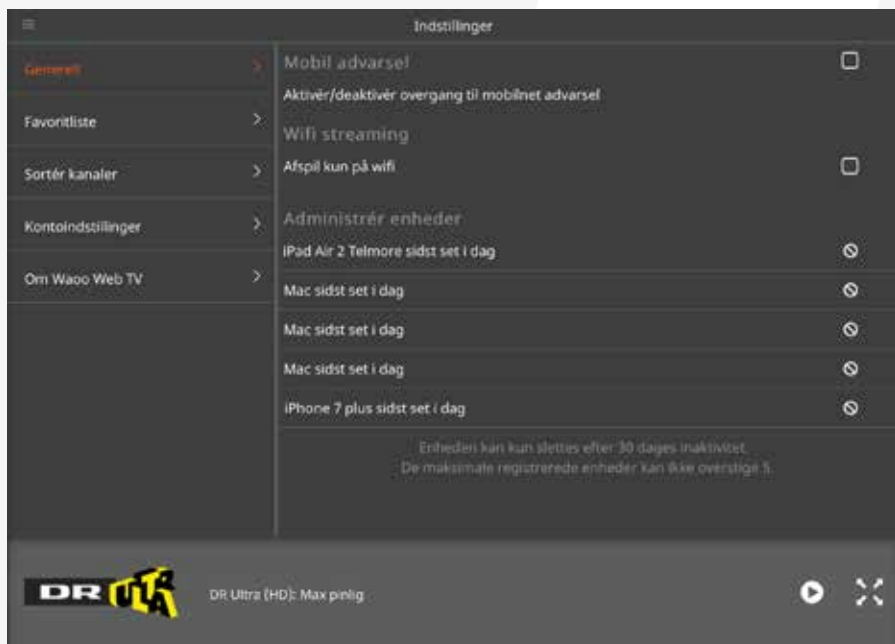 Indstillinger
Generelt
Favoritliste
Sortér kanaler
Kontoindstillinger
Om Waoo Web TV
Mobil advarsel
Aktivér/deaktivér overgang til mobilnet advarsel
Wifi streaming
Afspil kun på wifi
Administrér enheder
iPad Air 2 Telmore sidst set i dag
Mac sidst set i dag
Mac sidst set i dag
Mac sidst set i dag
iPhone 7 plus sidst set i dag
Enheden kan kun slettes efter 30 dages inaktivitet.
De maksimale registrerede enheder kan ikke overstige 5.
DR ULTRA
DR Ultra (HD): Max pinlig